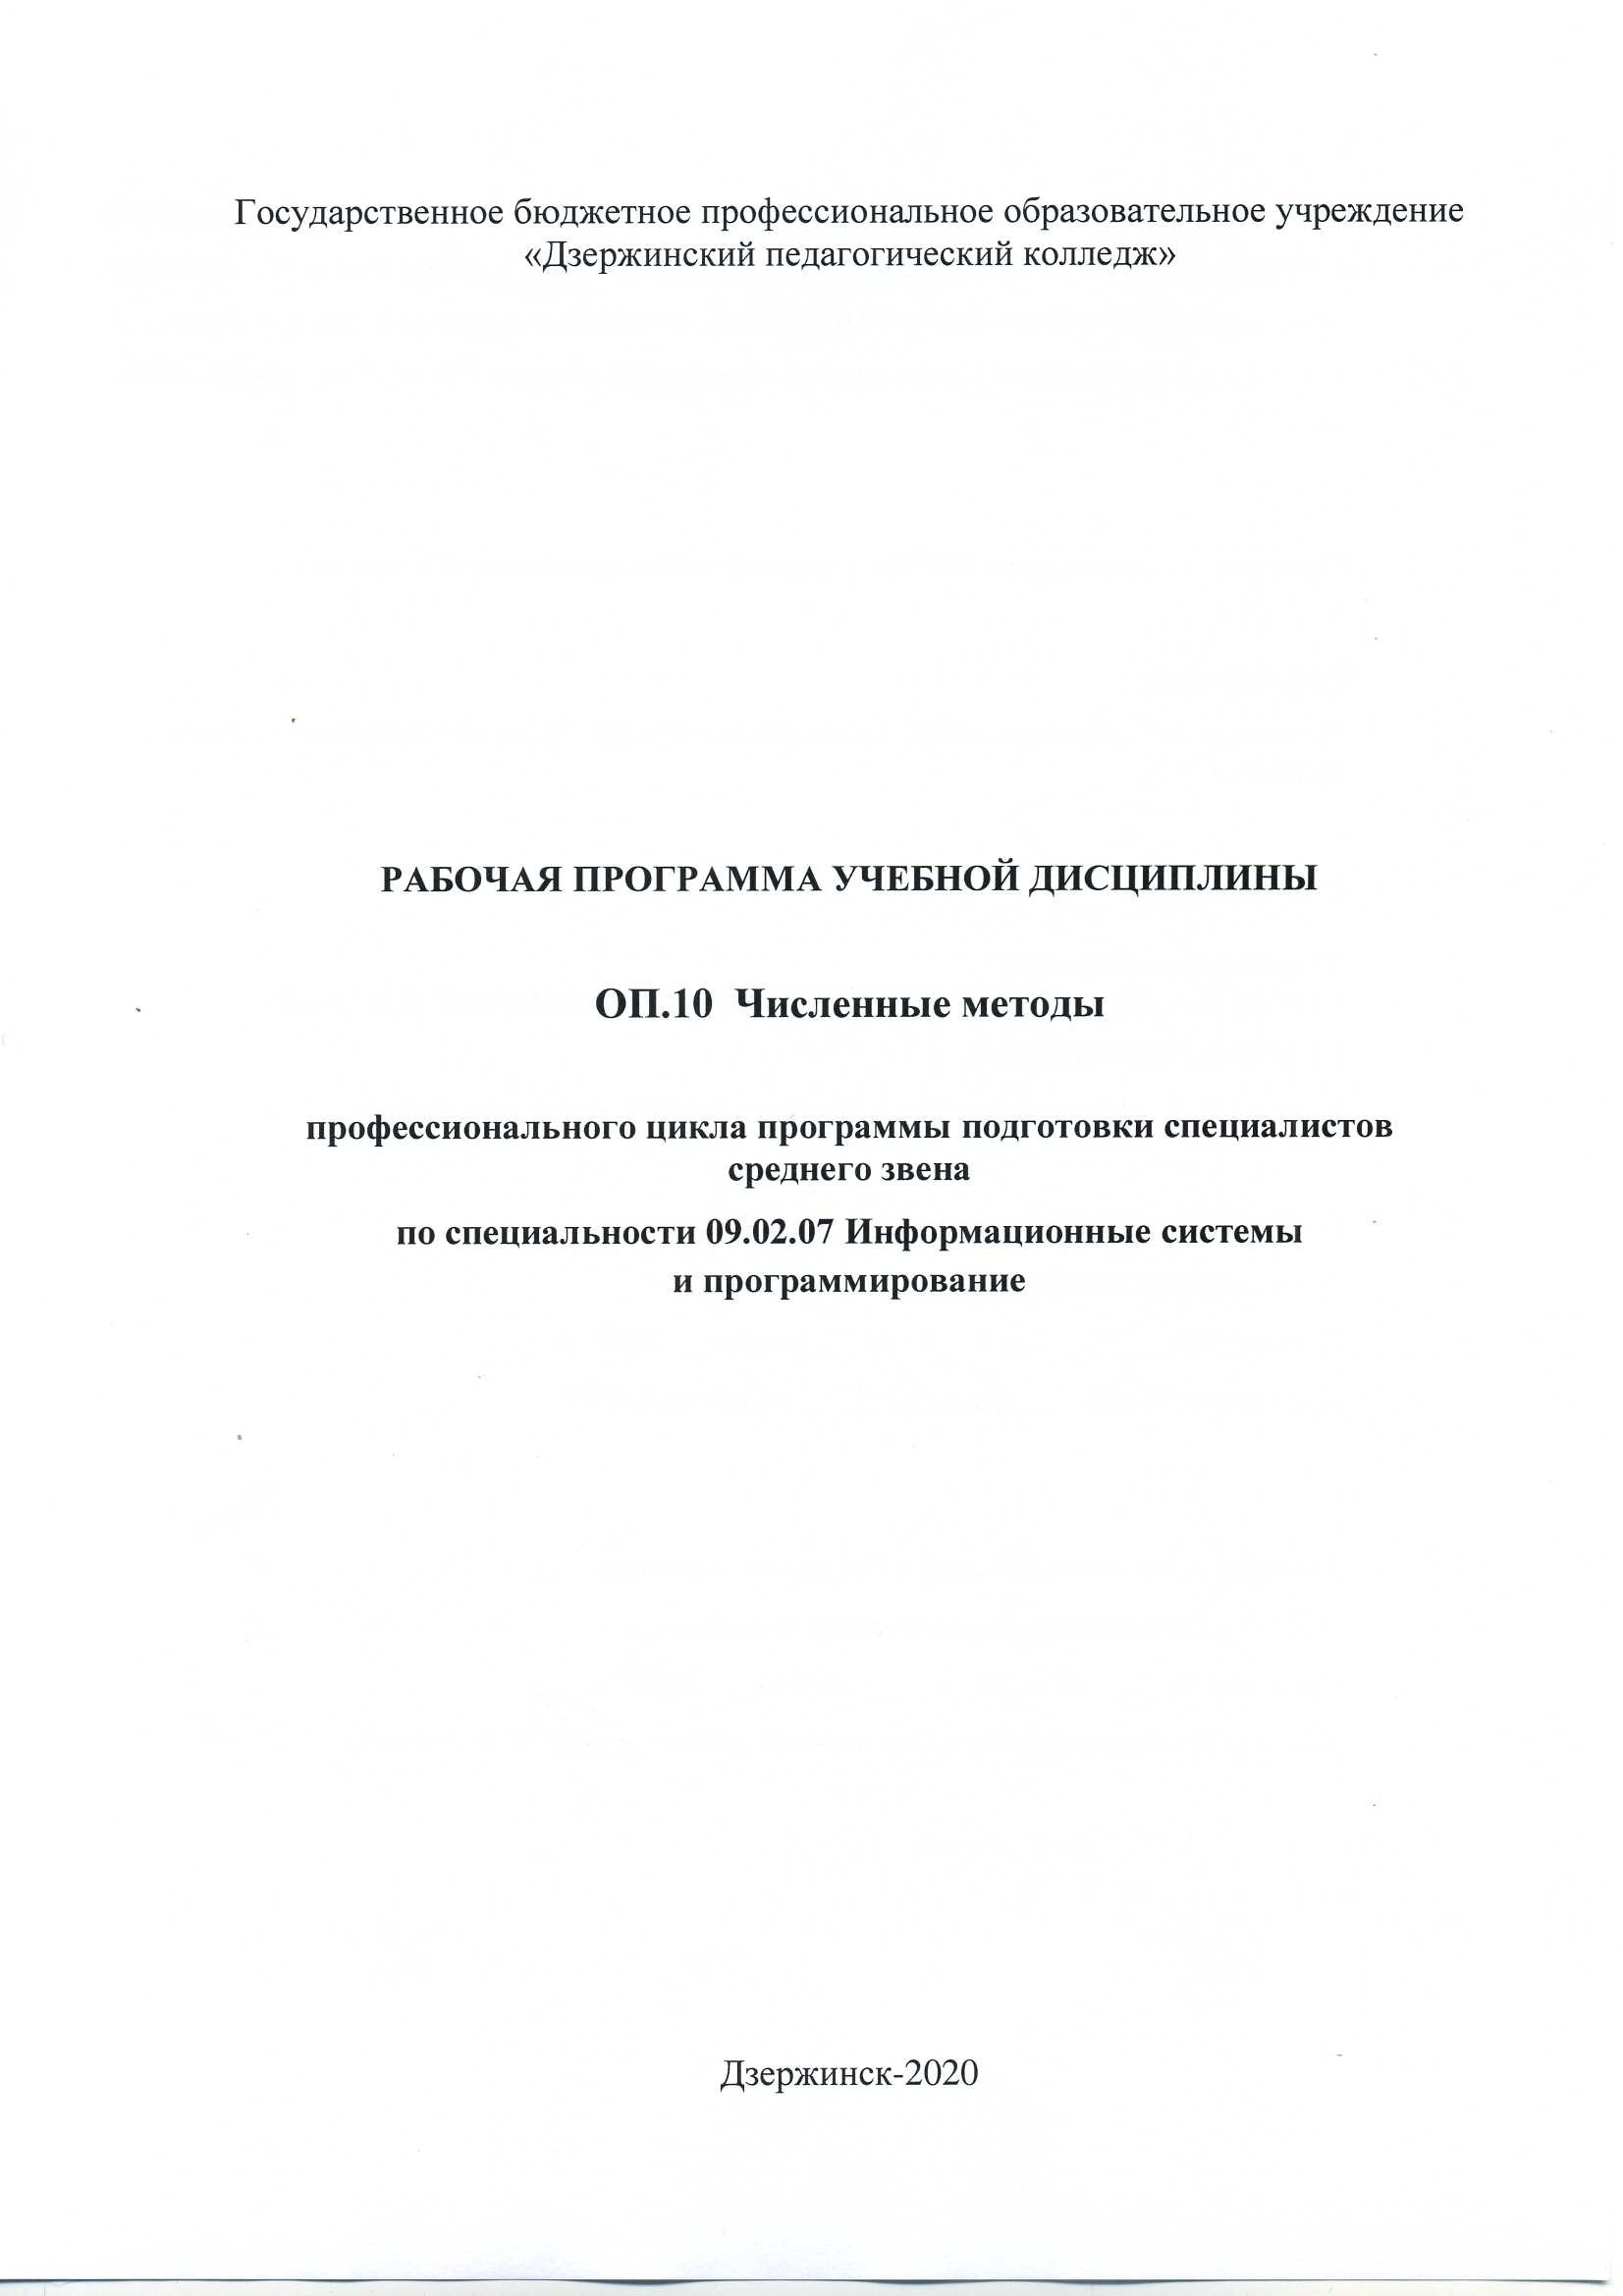 Государственное бюджетное профессиональное образовательное учреждение
«Дзержинский педагогический колледж»
РАБОЧАЯ ПРОГРАММА УЧЕБНОЙ ДИСЦИПЛИНЫ
ОП.10 Численные методы
профессионального цикла программы подготовки специалистов
среднего звена
по специальности 09.02.07 Информационные системы
и программирование
Дзержинск-2020